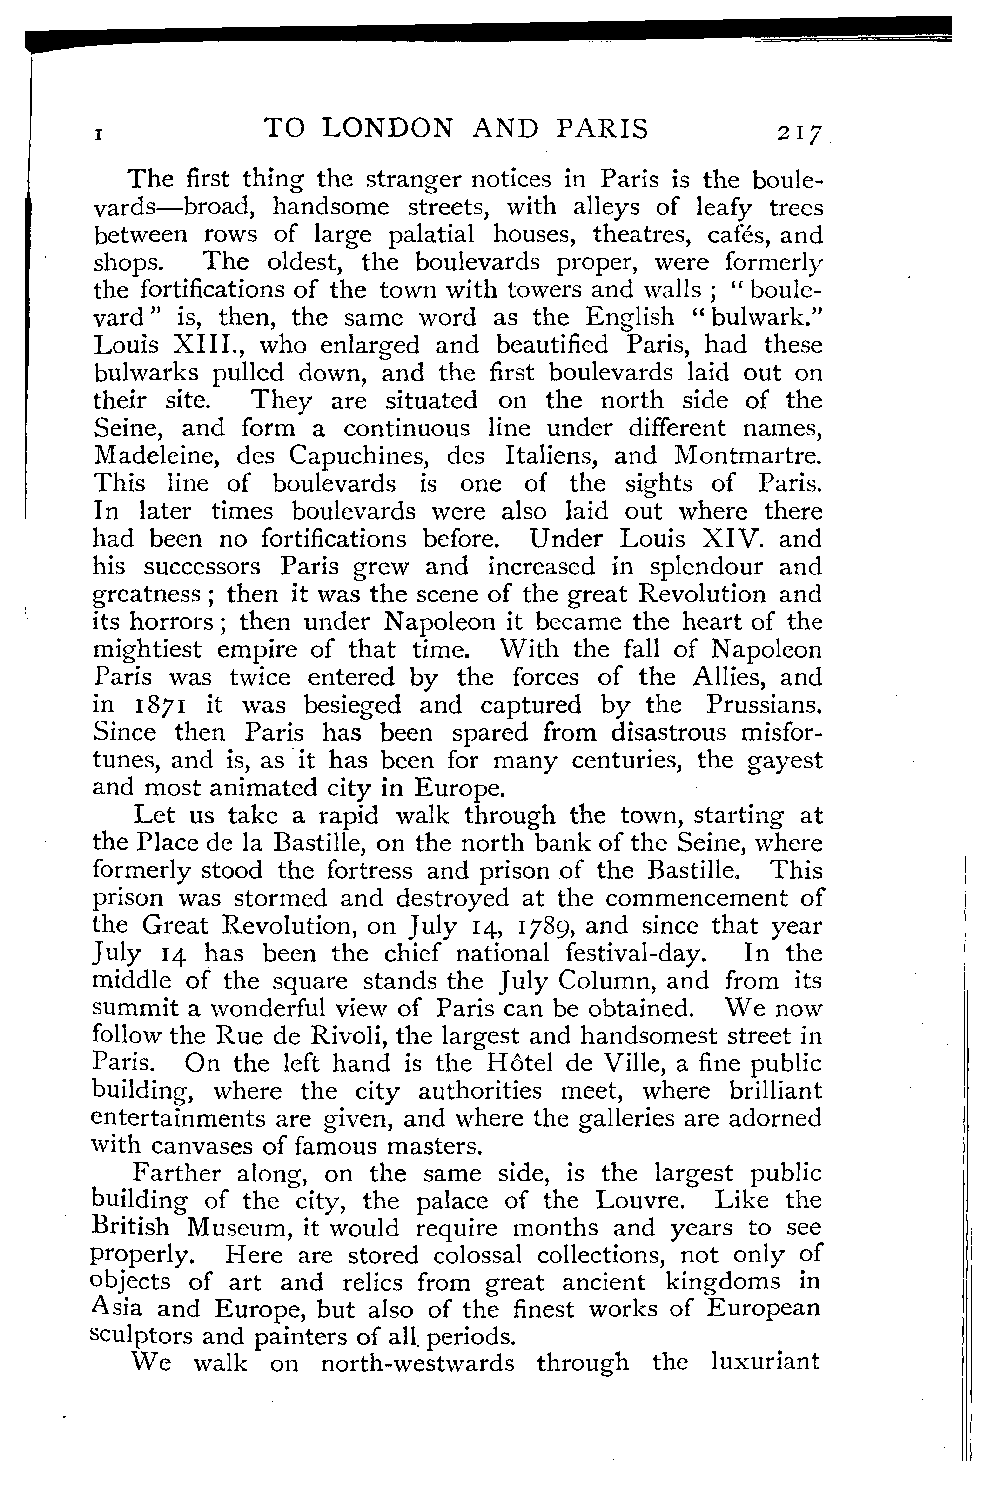 I TO LONDON AND PARIS 217
The first thing the stranger notices in Paris is the boule-
vards—broad, handsome streets, with alleys of leafy trees
between rows of large palatial houses, theatres, cafés, and
shops. The oldest, the boulevards proper, were formerly
the fortifications of the town with towers and walls ; “boule-
vard” is, then, the same word as the English “bulwark.”
Louis XIII., who enlarged and beautified Paris, had these
bulwarks pulled down, and the first boulevards laid out on
their site. They are situated on the north side of the
Seine, and form a continuous line under different names,
Madeleine, des Capuchines, des Italiens, and Montmartre.
This line of boulevards is one of the sights of Paris.
In later times boulevards were also laid out where there
had been no fortifications before. Under Louis XIV. and
his successors Paris grew and increased in splendour and
greatness ; then it was the scene of the great Revolution and
its horrors ; then under Napoleon it became the heart of the
mightiest empire of that time. With the fall of Napoleon
Paris was twice entered by the forces of the Allies, and
in 1871 it was besieged and captured by the Prussians.
Since then Paris has been spared from disastrous misfor-
tunes, and is, as it has been for many centuries, the gayest
and most animated city in Europe.
Let us take a rapid walk through the town, starting at
the Place de la Bastille, on the north bank of the Seine, where
formerly stood the fortress and prison of the Bastille. This
prison was stormed and destroyed at the commencement of
the Great Revolution, on July 14, 1789, and since that year
July 14 has been the chief national festival-day. In the
middle of the square stands the July Column, and from its
summit a wonderful view of Paris can be obtained. We now
follow the Rue de Rivoli, the largest and handsomest street in
Paris. On the left hand is the Hôtel de Ville, a fine public
building, where the city authorities meet, where brilliant
entertainments are given, and where the galleries are adorned
with canvases of famous masters.
Farther along, on the same side, is the largest public
building of the city, the palace of the Louvre. Like the
British Museum, it would require months and years to see
properly. Here are stored colossal collections, not only of
objects of art and relics from great ancient kingdoms in
Asia and Europe, but also of the finest works of European
sculptors and painters of all periods.
We walk on north-westwards through the luxuriant